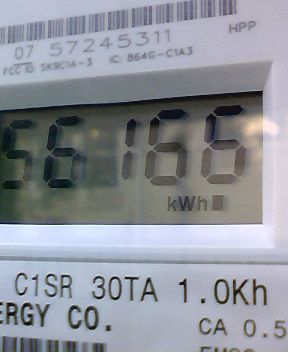 07 57245311
HPP
FCC ID: SK9C1A-3 IC: 864G-C1A3
56166
kWh
C1SR 30TA 1.0Kh
ERGY CO.
CA 0.5